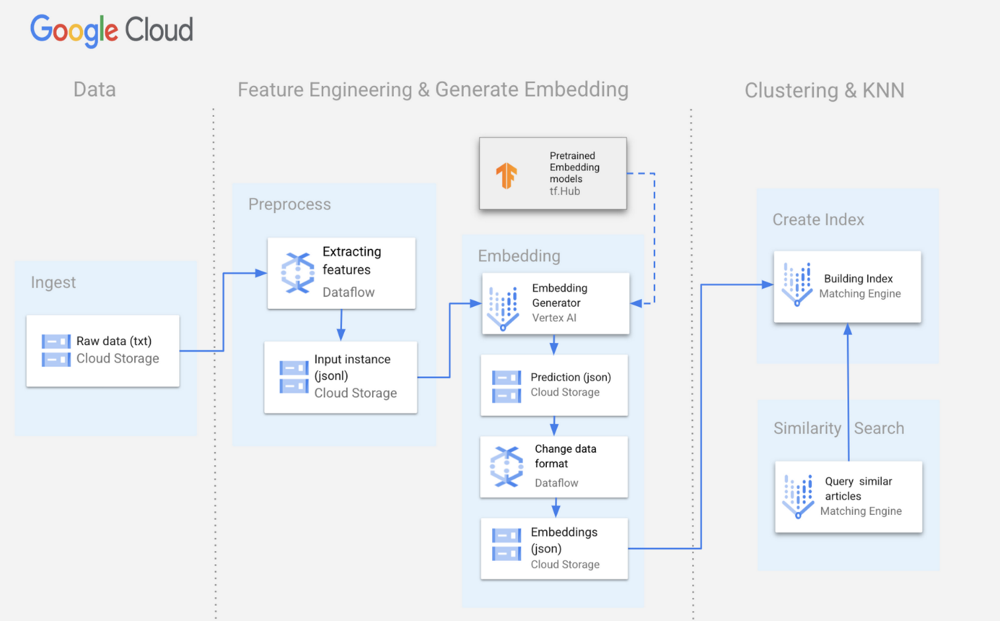 Google Cloud
Data
Feature Engineering & Generate Embedding
Clustering & KNN
Ingest
Raw data (txt)
Cloud Storage
Preprocess
Extracting
features
Dataflow
Input instance
(jsonl)
Cloud Storage
Pretrained
Embedding
models
tf.Hub
Embedding
Embedding
Generator
Vertex AI
Prediction (json)
Cloud Storage
Change data
format
Dataflow
Embeddings
(json)
Cloud Storage
Create Index
Building Index
Matching Engine
Similarity Search
Query similar
articles
Matching Engine